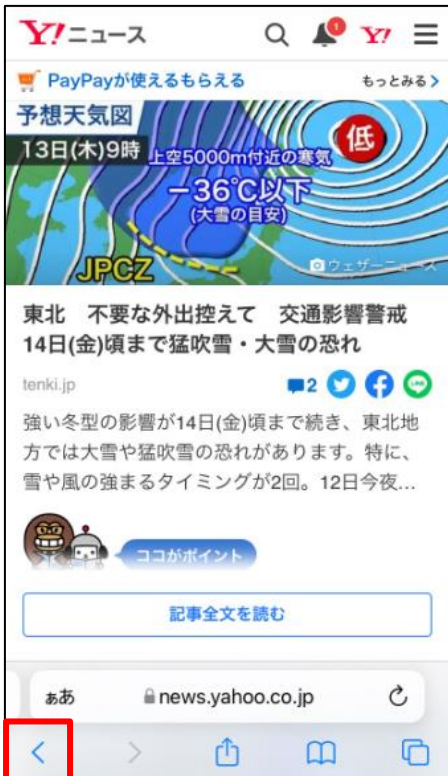 Y!ニュース
1
Y!
PayPayが使えるもらえる
もっとみる
予想天気図
13日(木)9時
上空5000m付近の寒気
低
-36℃以下
(大雪の目安)
JPCZ
ウェザーニュース
東北 不要な外出控えて 交通影響警戒
14日(金)頃まで猛吹雪・大雪の恐れ
tenki.jp
2
強い冬型の影響が14日(金)頃まで続き、東北地
方では大雪や猛吹雪の恐れがあります。特に、
雪や風の強まるタイミングが2回。12日今夜…
ココがポイント
記事全文を読む
ぁあ
news.yahoo.co.jp